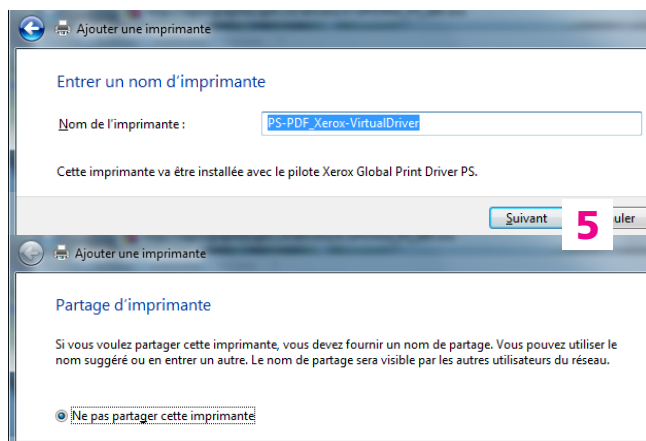 Ajouter une imprimante
Entrer un nom d'imprimante
Nom de l'imprimante : PS-PDF_Xerox-VirtualDriver
Cette imprimante va être installée avec le pilote Xerox Global Print Driver PS.
Suivant 5 uler
Ajouter une imprimante
Partage d'imprimante
Si vous voulez partager cette imprimante, vous devez fournir un nom de partage. Vous pouvez utiliser le
nom suggéré ou en entrer un autre. Le nom de partage sera visible par les autres utilisateurs du réseau.
Ne pas partager cette imprimante